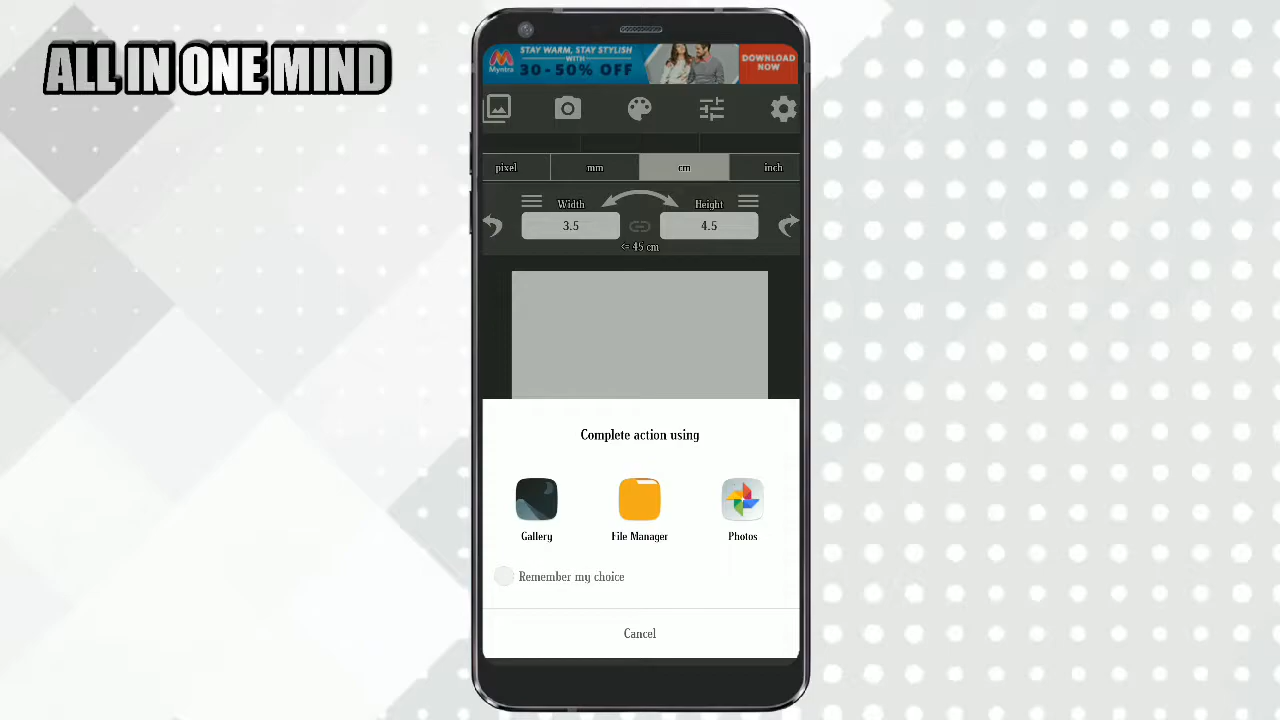 ALL IN ONE MIND
STAY WARM, STAY STYLISH
WITH
30-50% OFF
Myntra
DOWNLOAD
NOW
pixel mm cm inch
Width Height
3.5 4.5
<= 45 cm
Complete action using
Gallery File Manager Photos
Remember my choice
Cancel